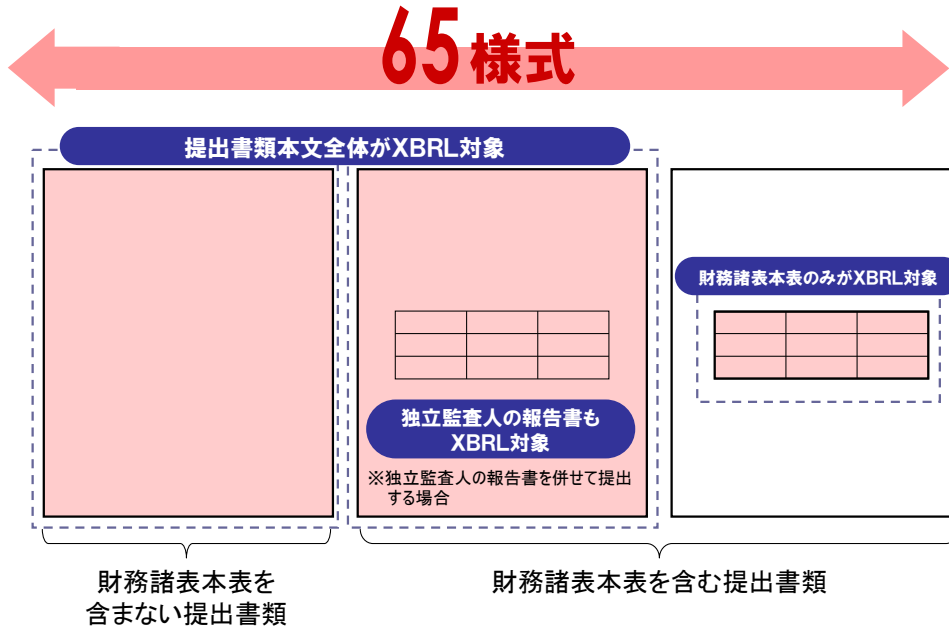 65様式
提出書類本文全体がXBRL対象
財務諸表本表のみがXBRL対象
独立監査人の報告書も
XBRL対象
※独立監査人の報告書を併せて提出
する場合
財務諸表本表を
含まない提出書類
財務諸表本表を含む提出書類